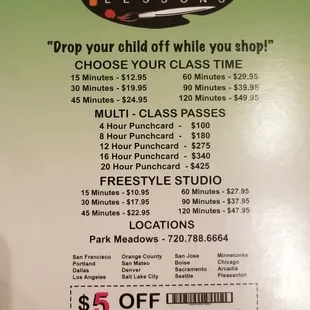 LESSONS
"Drop your child off while you shop!"
CHOOSE YOUR CLASS TIME
15 Minutes - $12.95 60 Minutes - $29.95
30 Minutes - $19.95 90 Minutes - $39.95
45 Minutes - $24.95 120 Minutes - $49.95
MULTI - CLASS PASSES
4 Hour Punchcard - $100
8 Hour Punchcard - $180
12 Hour Punchcard - $275
16 Hour Punchcard - $340
20 Hour Punchcard - $425
FREESTYLE STUDIO
15 Minutes - $10.95 60 Minutes - $27.95
30 Minutes - $17.95 90 Minutes - $37.95
45 Minutes - $22.95 120 Minutes - $47.95
LOCATIONS
Park Meadows - 720.788.6664
San Francisco Orange County San Jose Minnetonka
Portland San Mateo Boise Chicago
Dallas Denver Sacramento Arcadia
Los Angeles Salt Lake City Seattle Pleasanton
$5 OFF